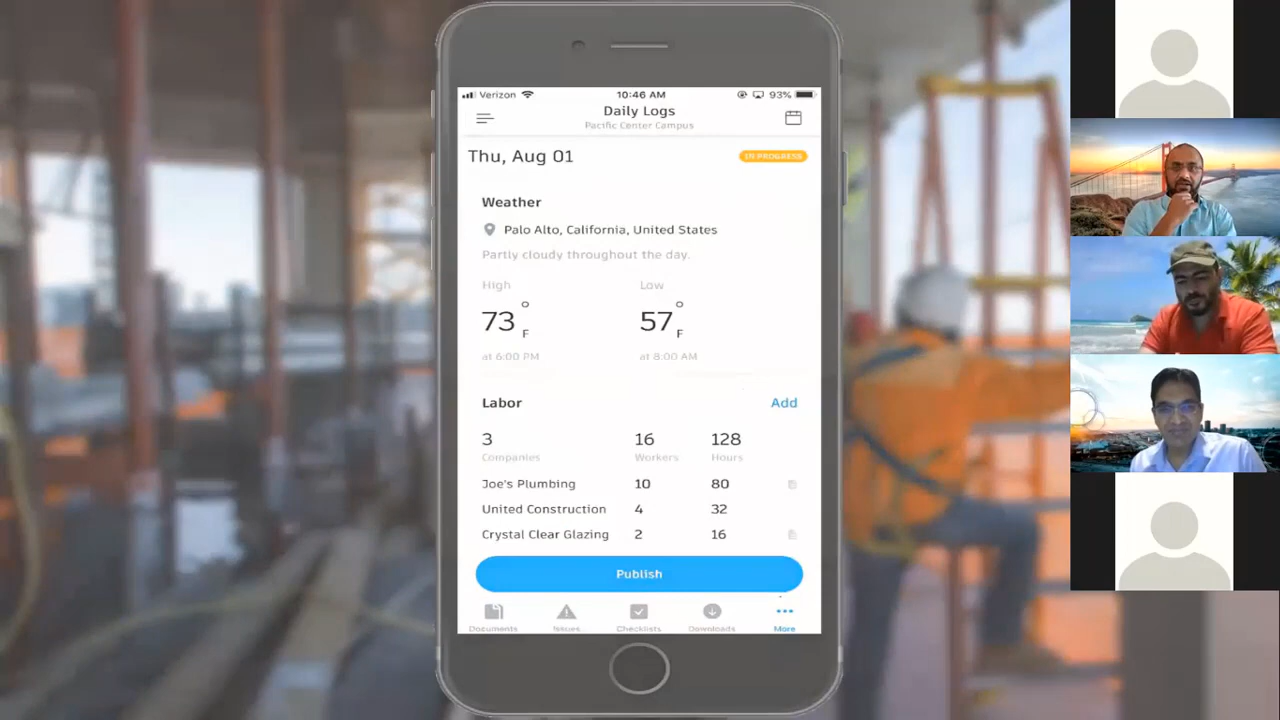 Verizon 10:46 AM 93%
Daily Logs
Pacific Center Campus
Thu, Aug 01 IN PROGRESS
Weather
Palo Alto, California, United States
Partly cloudy throughout the day.
High Low
73 ° F 57 ° F
at 6:00 PM at 8:00 AM
Labor Add
3 16 128
Companies Workers Hours
Joe's Plumbing 10 80
United Construction 4 32
Crystal Clear Glazing 2 16
Publish
Documents Issues Checklists Downloads More